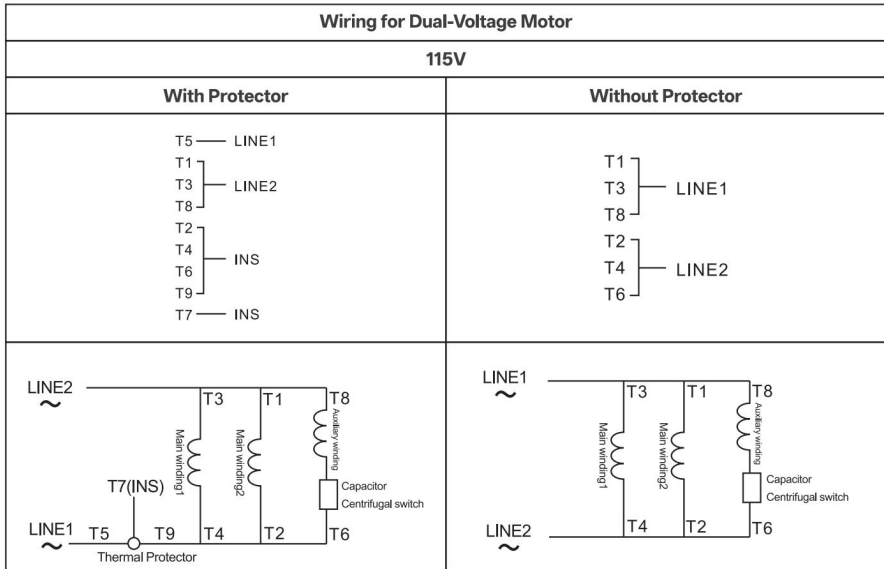 Wiring for Dual-Voltage Motor
115V
With Protector
Without Protector
T5 LINE1
T1
T3 LINE2
T8
T2
T4
INS
T6
T9
T7 INS
T1
T3 LINE1
T8
T2
T4 LINE2
T6
LINE2
~
T3
T1
T8
Main winding1
Main winding2
Auxiliary winding
T7(INS)
Capacitor
Centrifugal switch
LINE1
~
T5
T9
T4
T2
T6
Thermal Protector
LINE1
~
T3
T1
T8
Main winding1
Main winding2
Auxiliary winding
Capacitor
Centrifugal switch
LINE2
~
T4
T2
T6